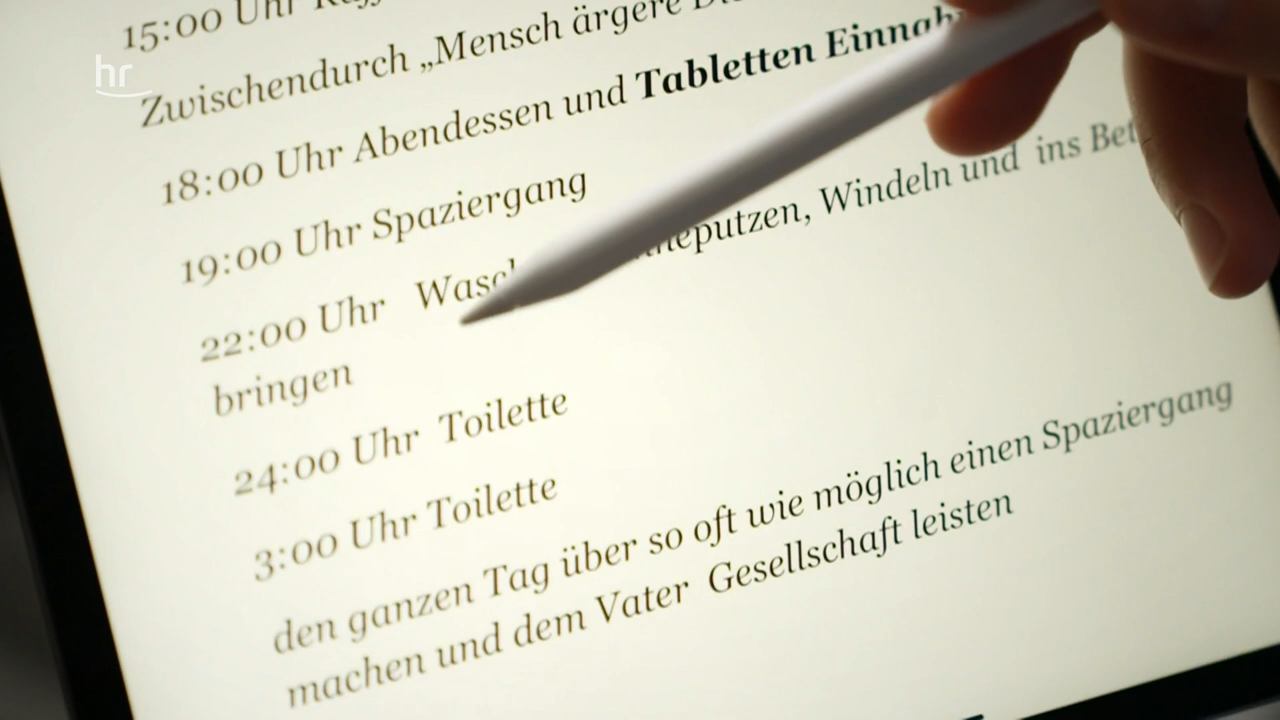 hr
15:00 Uhr
Zwischendurch „Mensch ärgere
18:00 Uhr Abendessen und Tabletten
19:00 Uhr Spaziergang
22:00 Uhr Windeln und ins
bringen
24:00 Uhr Toilette
3:00 Uhr Toilette
den ganzen Tag über so oft wie möglich einen Spaziergang
machen und dem Vater Gesellschaft leisten